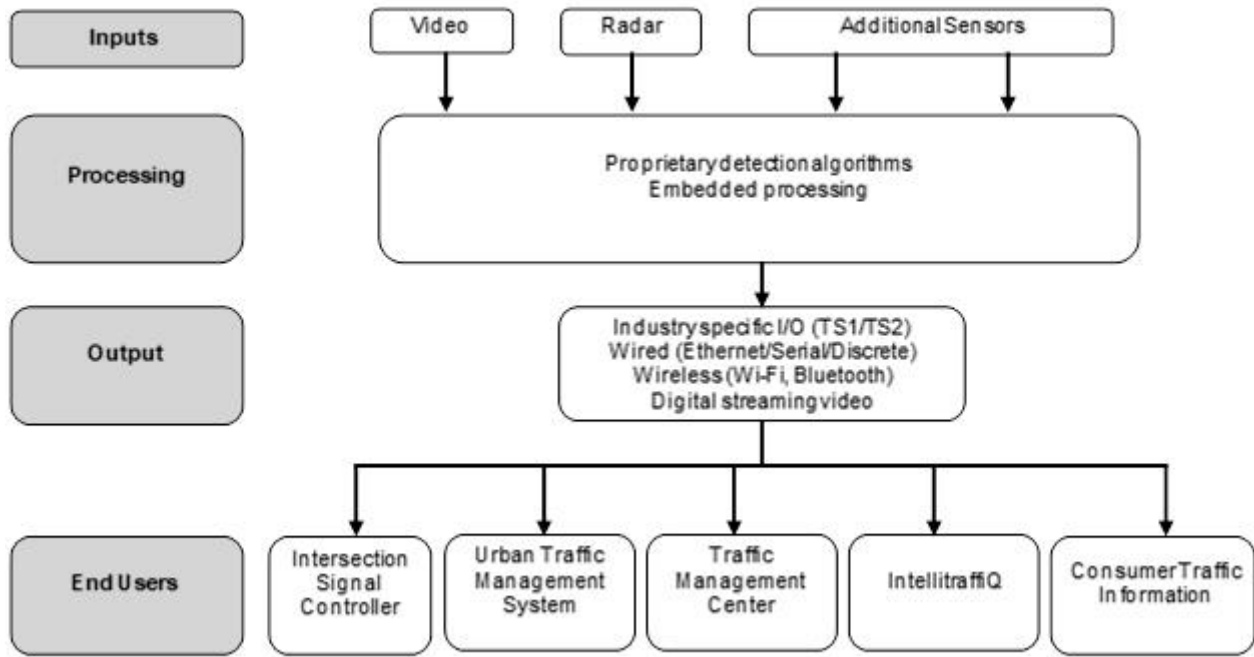 Inputs
Video
Radar
Additional Sensors
Processing
Proprietary detection algorithms
Embedded processing
Output
Industry specific I/O (TS1/TS2)
Wired (Ethernet/Serial/Discrete)
Wireless (Wi-Fi, Bluetooth)
Digital streaming video
End Users
Intersection
Signal
Controller
Urban Traffic
Management
System
Traffic
Management
Center
IntellitraffiQ
Consumer Traffic
Information